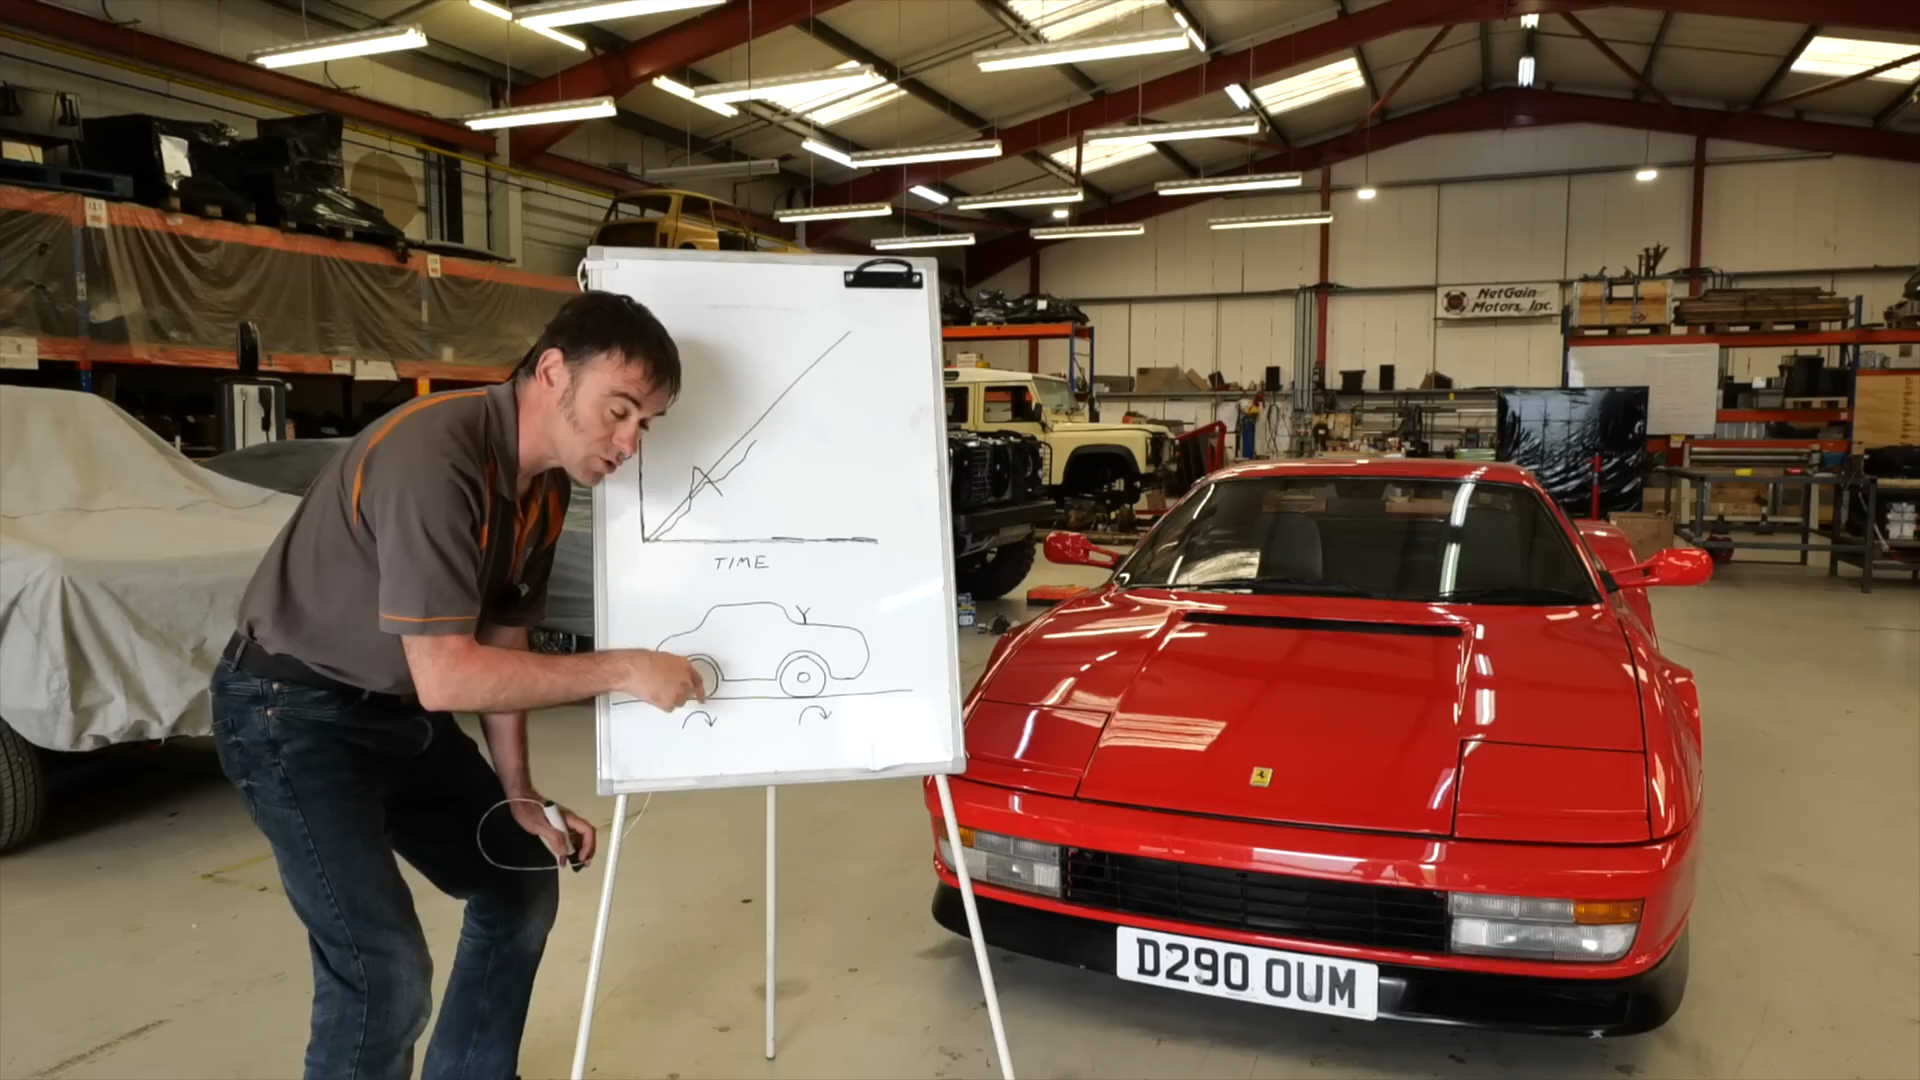 NetGain
Motors, Inc.
TIME
Y
D290 OUM